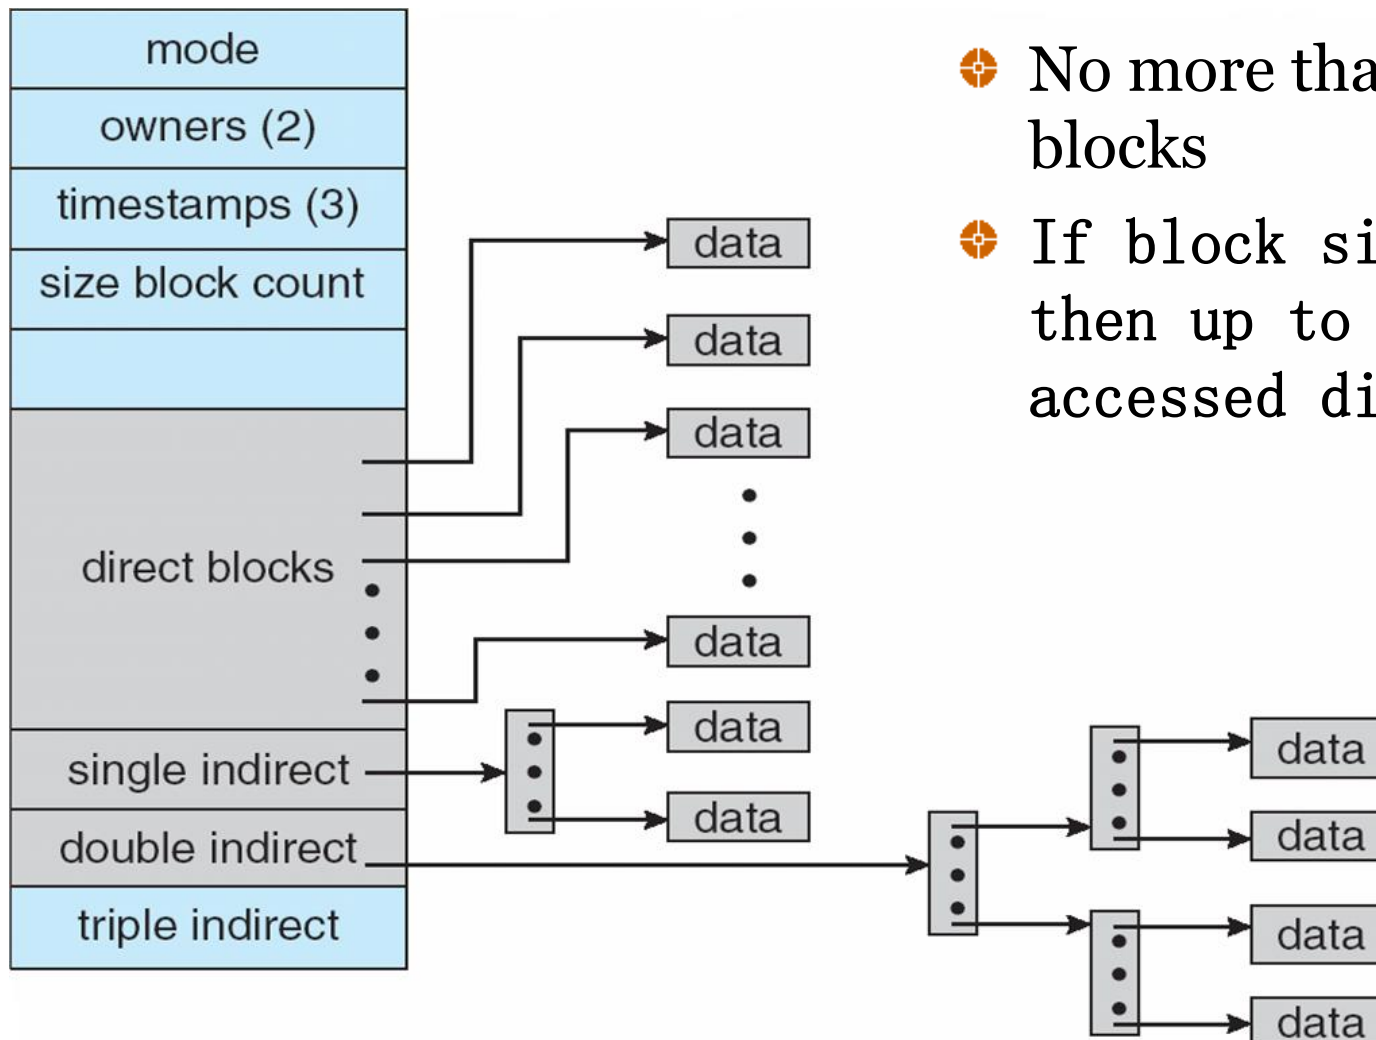 mode
owners (2)
timestamps (3)
size block count
direct blocks
single indirect
double indirect
triple indirect
data
data
data
data
data
data
data
data
data
data
No more tha
blocks
If block si
then up to
accessed di